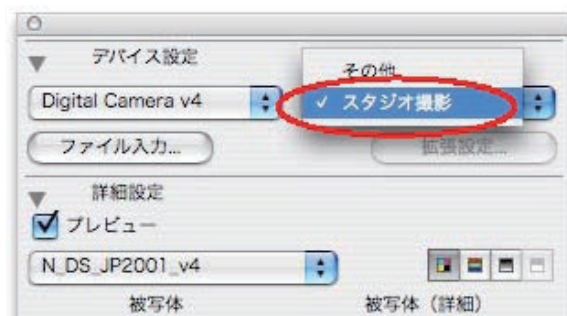 デバイス設定
その他
Digital Camera v4
✓ スタジオ撮影
ファイル入力...
拡張設定...
詳細設定
プレビュー
N_DS_JP2001_v4
被写体
被写体（詳細）